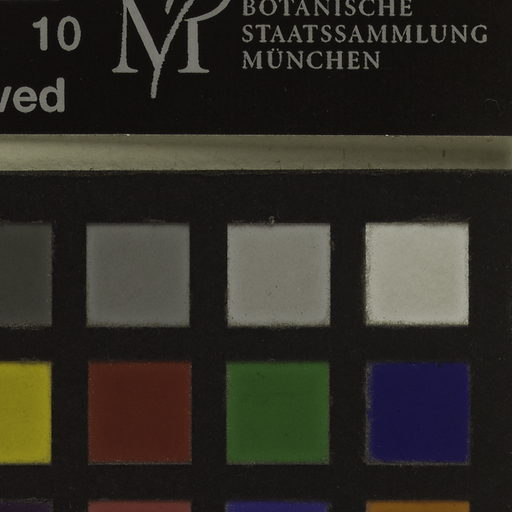 BOTANISCHE
STAATSSAMMLUNG
MÜNCHEN
10
ved